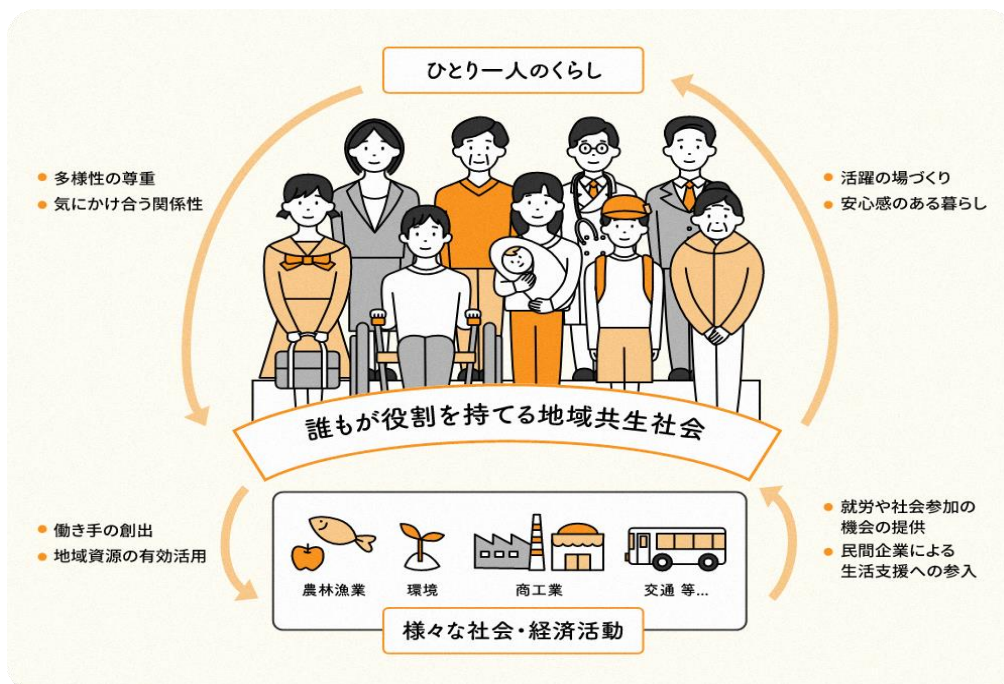 ひとり一人のくらし
多様性の尊重
気にかけ合う関係性
活躍の場づくり
安心感のある暮らし
誰もが役割を持てる地域共生社会
働き手の創出
地域資源の有効活用
就労や社会参加の
機会の提供
民間企業による
生活支援への参入
農林漁業
環境
商工業
交通 等...
様々な社会・経済活動